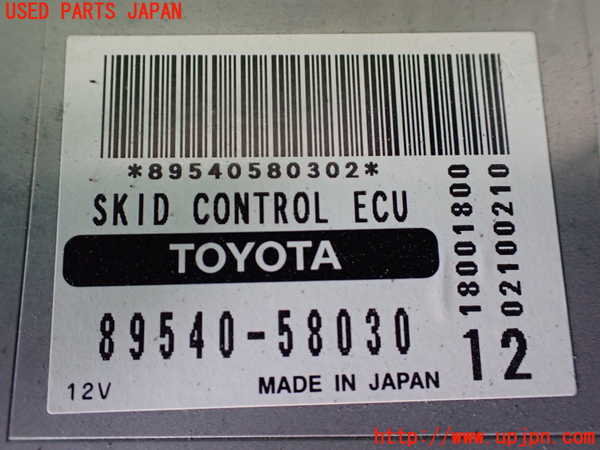 USED PARTS JAPAN
*89540580302*
SKID CONTROL ECU
TOYOTA
89540-58030
12V
MADE IN JAPAN
12
18001800
02100210
http://www.upjpn.com